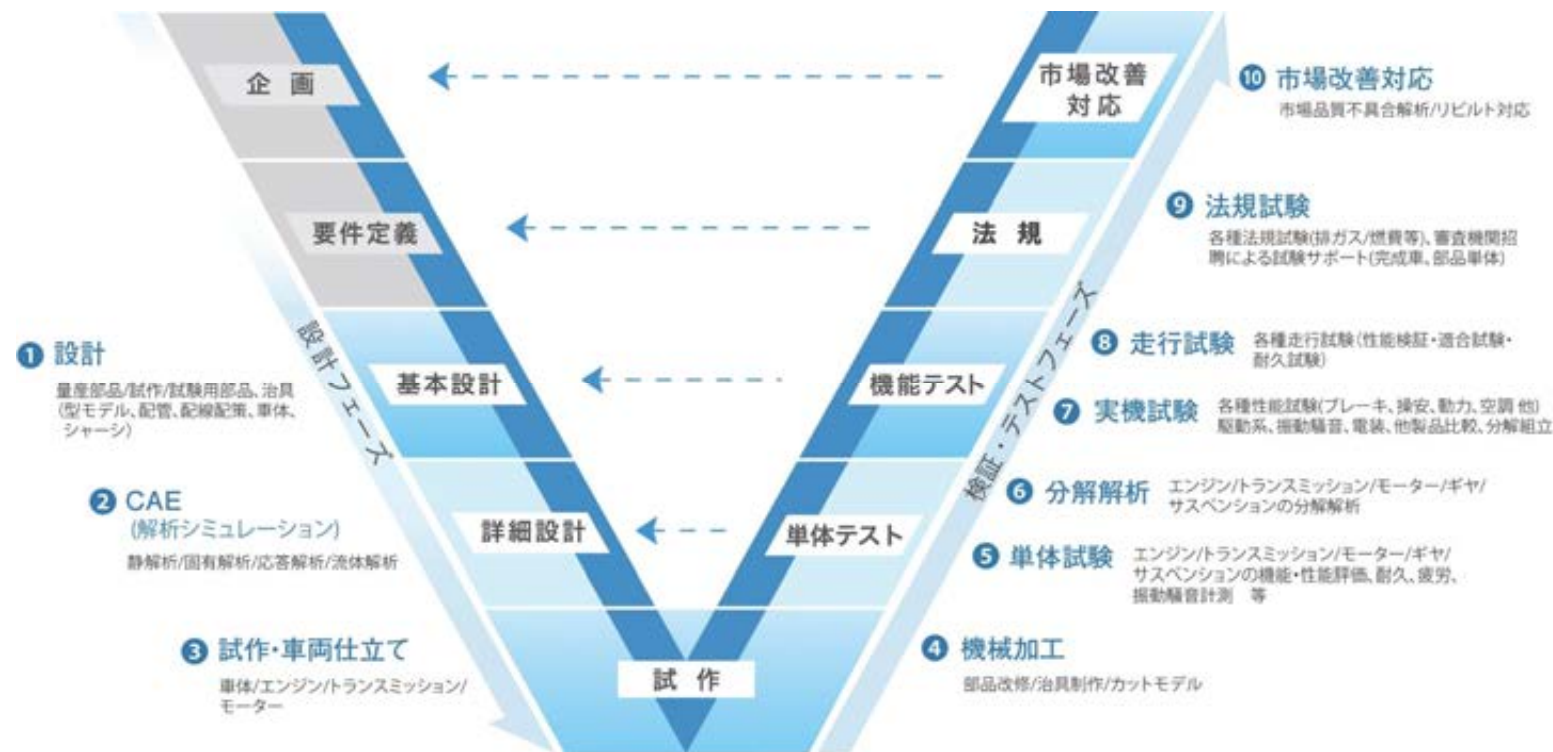 企 画
要件定義
基本設計
詳細設計
試 作
単体テスト
機能テスト
法 規
市場改善
対応
設計フェーズ
検証・テストフェーズ
❶ 設計
量産部品/試作/試験用部品、治具
(型モデル、配管、配線配策、車体、
シャーシ)
❷ CAE
(解析シミュレーション)
静解析/固有解析/応答解析/流体解析
❸ 試作・車両仕立て
車体/エンジン/トランスミッション/
モーター
❹ 機械加工
部品改修/治具制作/カットモデル
❺ 単体試験
エンジン/トランスミッション/モーター/ギヤ/
サスペンションの機能・性能評価、耐久、疲労、
振動騒音計測 等
❻ 分解解析
エンジン/トランスミッション/モーター/ギヤ/
サスペンションの分解解析
❼ 実機試験
各種性能試験(ブレーキ、操安、動力、空調 他)
駆動系、振動騒音、電装、他製品比較、分解組立
❽ 走行試験
各種走行試験(性能検証・適合試験・
耐久試験)
❾ 法規試験
各種法規試験(排ガス/燃費等)、審査機関招
聘による試験サポート(完成車、部品単体)
❿ 市場改善対応
市場品質不具合解析/リビルト対応